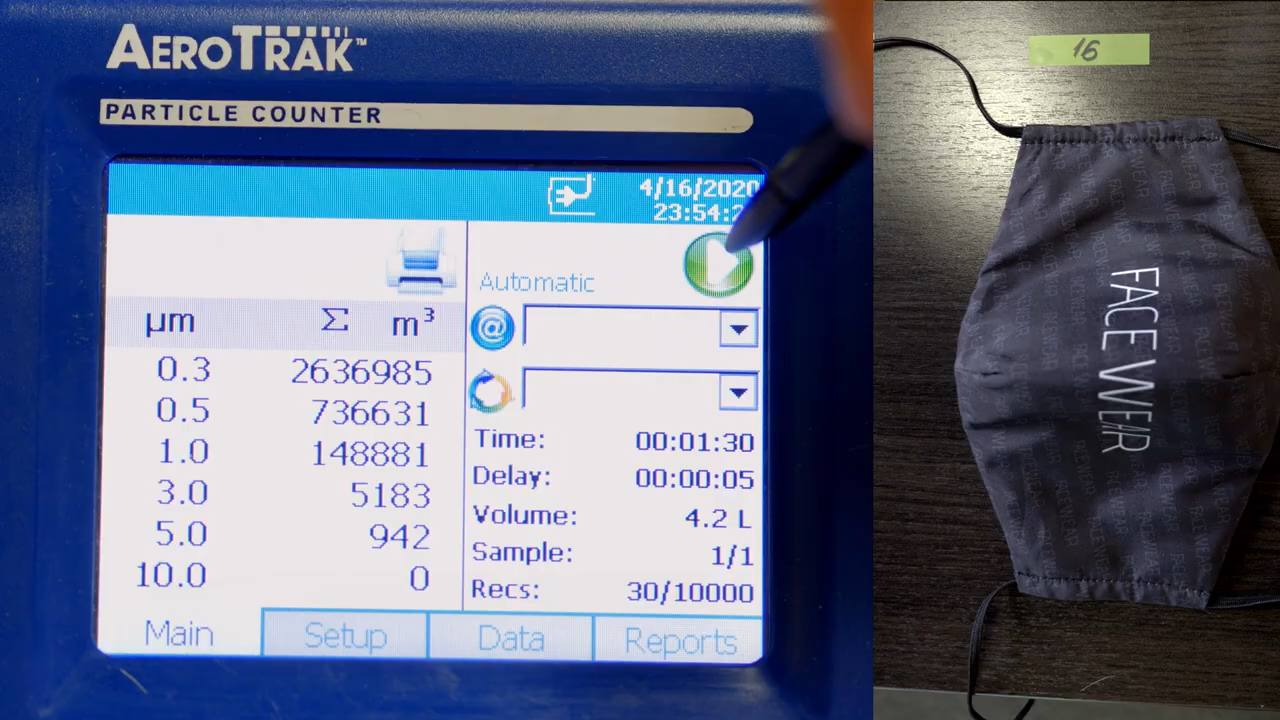 AEROTRAK™
PARTICLE COUNTER
4/16/2020
23:54:2
Automatic
@
µm Σ m³
0.3 2636985
0.5 736631
1.0 148881
3.0 5183
5.0 942
10.0 0
Time: 00:01:30
Delay: 00:00:05
Volume: 4.2 L
Sample: 1/1
Recs: 30/10000
Main Setup Data Reports
16
FACEWEAR